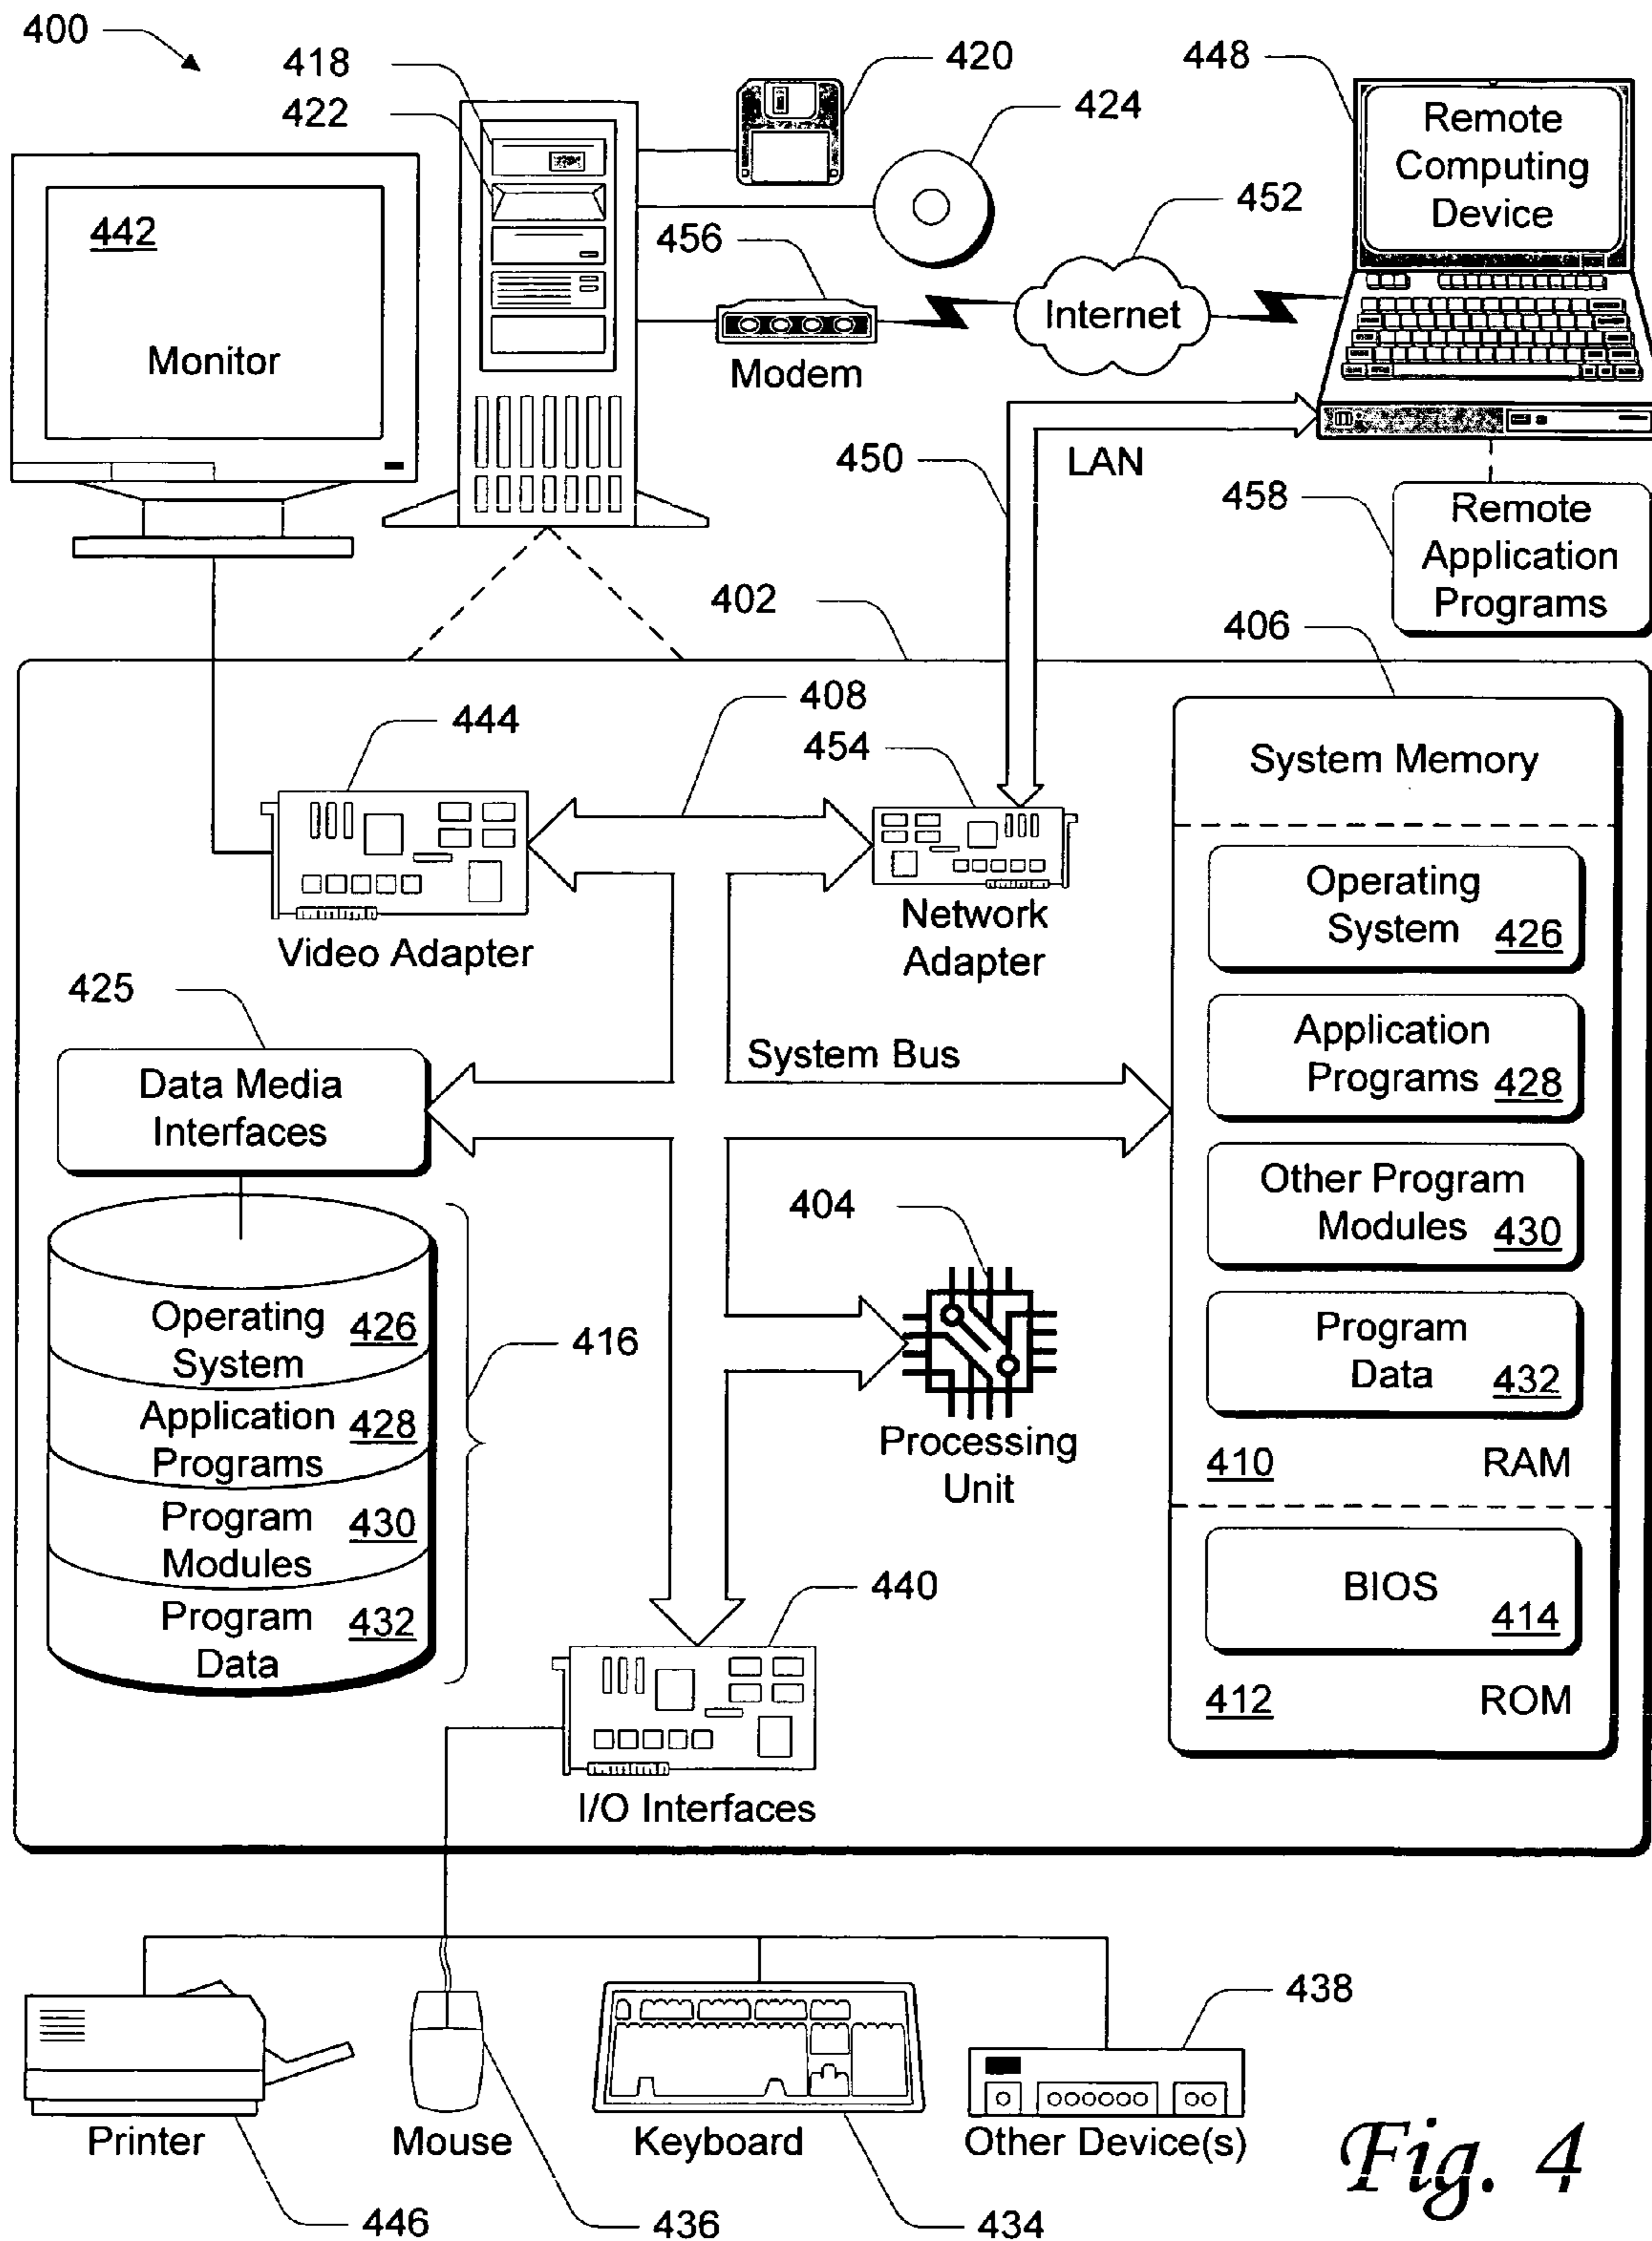 400
418
422
420
424
448
Remote
Computing
Device
442
Monitor
456
Modem
452
Internet
450
LAN
458
Remote
Application
Programs
402
406
408
444
454
Video Adapter
Network
Adapter
System Memory
Operating
System 426
Application
Programs 428
Other Program
Modules 430
Program
Data 432
410 RAM
BIOS
414
412 ROM
425
Data Media
Interfaces
System Bus
404
Processing
Unit
Operating
System 426
Application
Programs 428
Program
Modules 430
Program
Data 432
416
440
I/O Interfaces
438
Printer
Mouse
Keyboard
Other Device(s)
446
436
434
Fig. 4